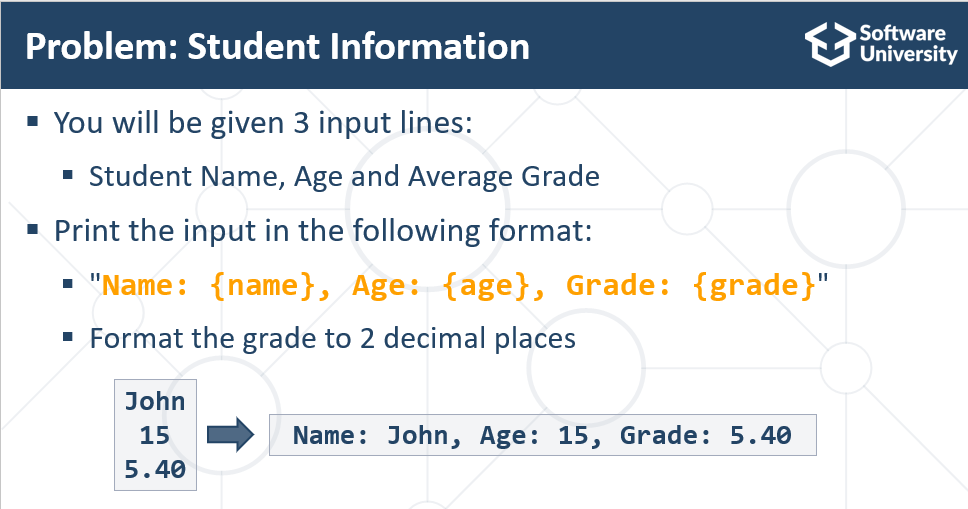 Problem: Student Information
Software
University
▪ You will be given 3 input lines:
▪ Student Name, Age and Average Grade
▪ Print the input in the following format:
▪ "Name: {name}, Age: {age}, Grade: {grade}"
▪ Format the grade to 2 decimal places
John
15
5.40
Name: John, Age: 15, Grade: 5.40